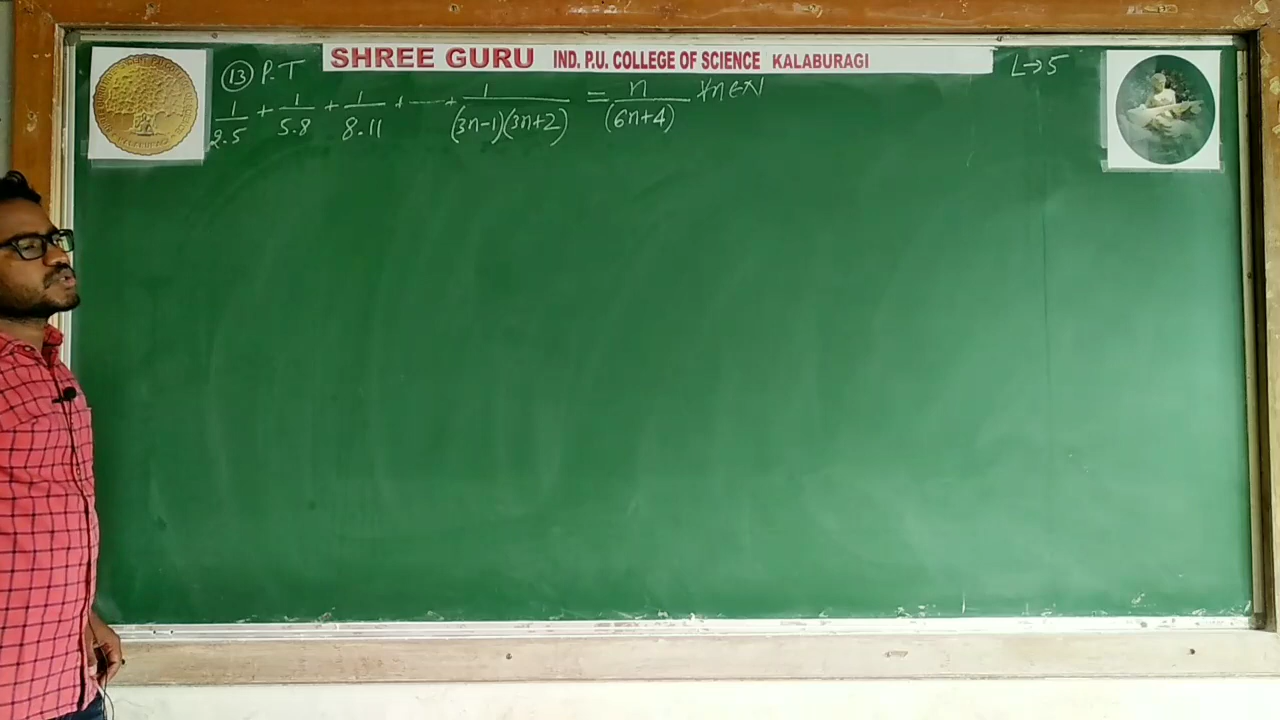 SHREE GURU IND. P.U. COLLEGE OF SCIENCE KALABURAGI
L→5
(13) P.T
1/2.5 + 1/5.8 + 1/8.11 + ---- + 1/(3n-1)(3n+2) = n/(6n+4) ∀n∈N